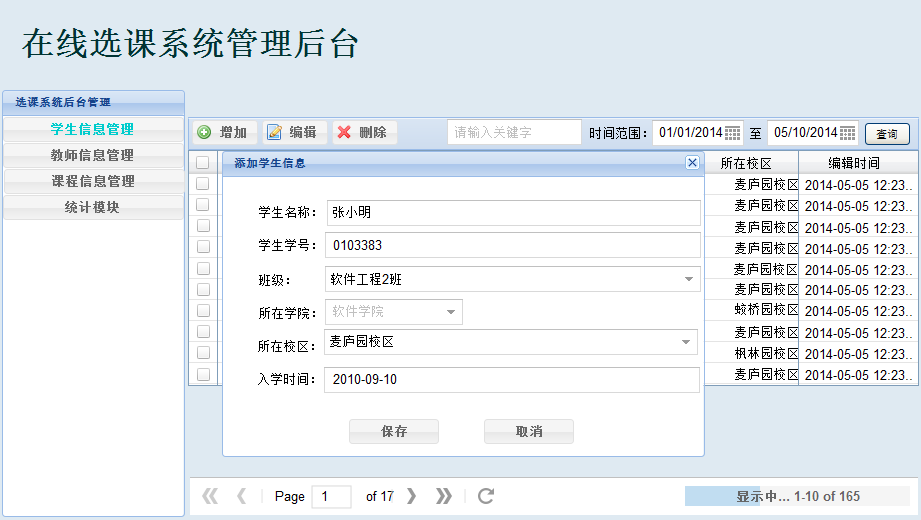 在线选课系统管理后台
选课系统后台管理
学生信息管理
教师信息管理
课程信息管理
统计模块
增加 编辑 删除 请输入关键字 时间范围: 01/01/2014 至 05/10/2014 查询
添加学生信息
所在校区 编辑时间
麦庐园校区 2014-05-05 12:23..
麦庐园校区 2014-05-05 12:23..
麦庐园校区 2014-05-05 12:23..
麦庐园校区 2014-05-05 12:23..
麦庐园校区 2014-05-05 12:23..
麦庐园校区 2014-05-05 12:23..
蛟桥园校区 2014-05-05 12:23..
麦庐园校区 2014-05-05 12:23..
枫林园校区 2014-05-05 12:23..
麦庐园校区 2014-05-05 12:23..
学生名称: 张小明
学生学号: 0103383
班级: 软件工程2班
所在学院: 软件学院
所在校区: 麦庐园校区
入学时间: 2010-09-10
保存 取消
Page 1 of 17 显示中... 1-10 of 165